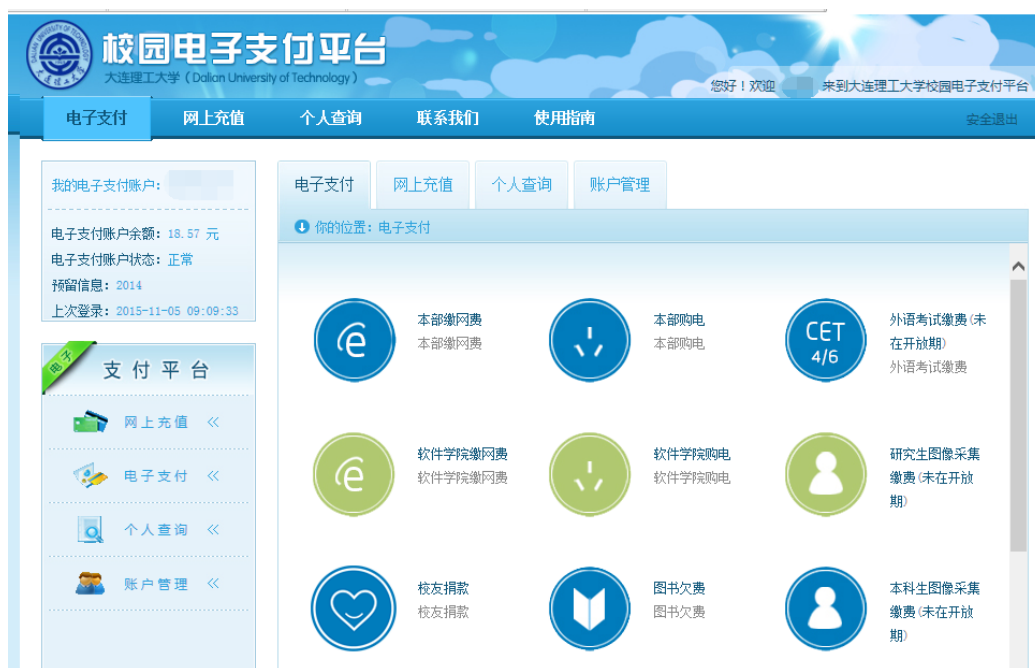 校园电子支付平台
大连理工大学 ( Dalian University of Technology )
您好！欢迎 来到大连理工大学校园电子支付平台
电子支付 网上充值 个人查询 联系我们 使用指南 安全退出
我的电子支付账户:
电子支付账户余额: 18.57 元
电子支付账户状态: 正常
预留信息: 2014
上次登录: 2015-11-05 09:09:33
电子
支付平台
网上充值 《
电子支付 《
个人查询 《
账户管理 《
电子支付 网上充值 个人查询 账户管理
你的位置: 电子支付
本部缴网费
本部缴网费
本部购电
本部购电
CET
4/6
外语考试缴费(未
在开放期)
外语考试缴费
软件学院缴网费
软件学院缴网费
软件学院购电
软件学院购电
研究生图像采集
缴费(未在开放
期)
校友捐款
校友捐款
图书欠费
图书欠费
本科生图像采集
缴费(未在开放
期)